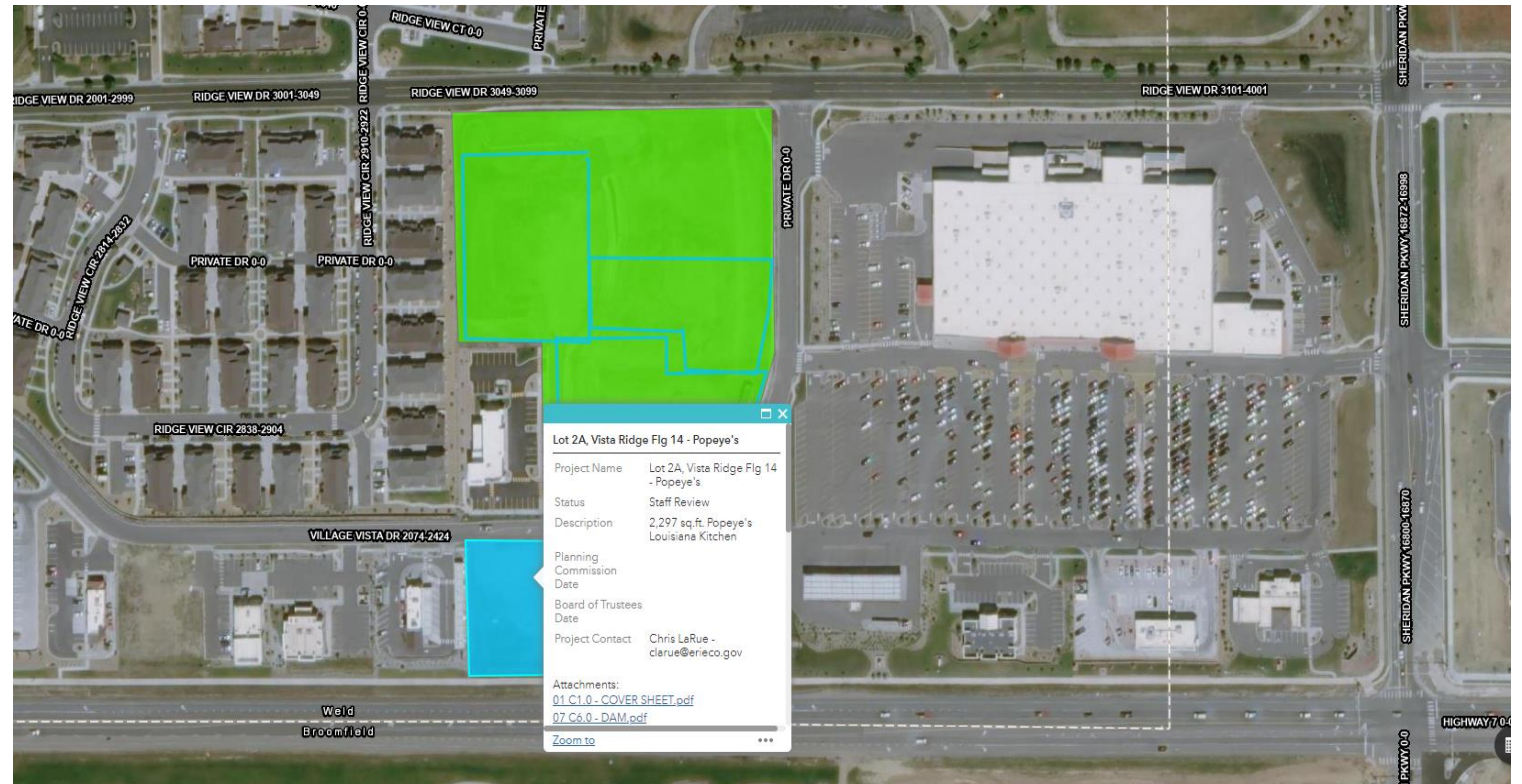 RIDGE VIEW CT 0-0
PRIVATE
RIDGE VIEW CIR 0-
SHERIDAN PKW
IDGE VIEW DR 2001-2999
RIDGE VIEW DR 3001-3049
RIDGE VIEW DR 3049-3099
RIDGE VIEW DR 3101-4001
RIDGE VIEW CIR 2910-2922
PRIVATE DR 0-0
SHERIDAN PKWY 16872-16998
RIDGE VIEW CIR 2814-2832
PRIVATE DR 0-0
PRIVATE DR 0-0
ATE DR 0-0
RIDGE VIEW CIR 2838-2904
VILLAGE VISTA DR 2074-2424
Lot 2A, Vista Ridge Flg 14 - Popeye's
Project Name Lot 2A, Vista Ridge Flg 14
- Popeye's
Status Staff Review
Description 2,297 sq.ft. Popeye's
Louisiana Kitchen
Planning
Commission
Date
Board of Trustees
Date
Project Contact Chris LaRue -
clarue@erieco.gov
Attachments:
01 C1.0 - COVER SHEET.pdf
07 C6.0 - DAM.pdf
Zoom to
SHERIDAN PKWY 16800-16870
Weld
Broomfield
HIGHWAY 7 0-0
PKWY 0-0